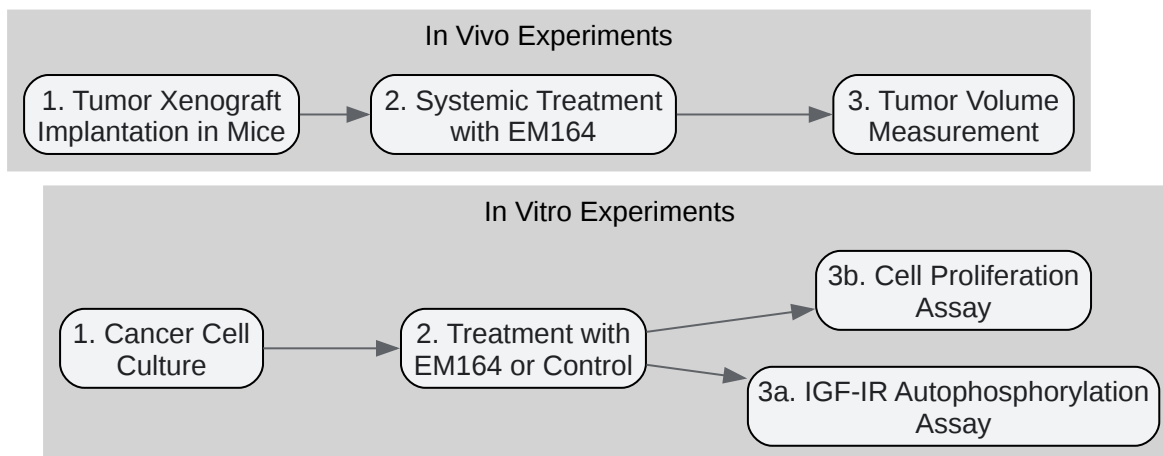 In Vivo Experiments
1. Tumor Xenograft
Implantation in Mice
2. Systemic Treatment
with EM164
3. Tumor Volume
Measurement
In Vitro Experiments
1. Cancer Cell
Culture
2. Treatment with
EM164 or Control
3b. Cell Proliferation
Assay
3a. IGF-IR Autophosphorylation
Assay